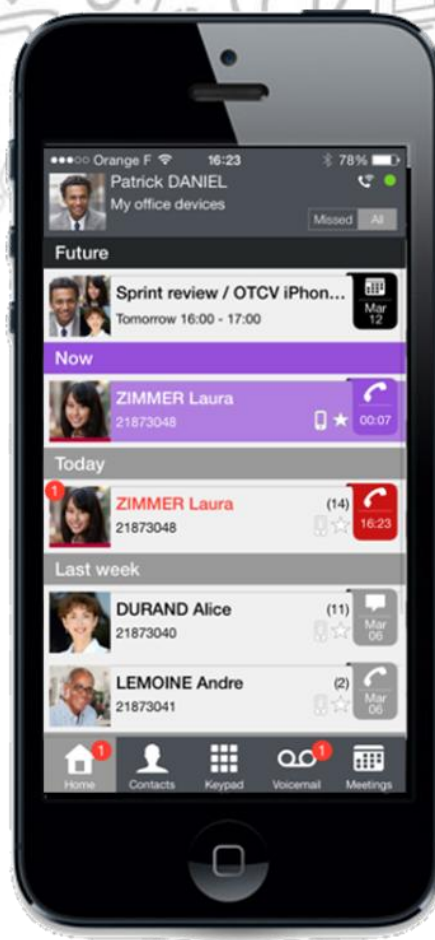 Orange F 16:23 78%
Patrick DANIEL
My office devices
Missed All
Future
Sprint review / OTCV iPhon...
Tomorrow 16:00 - 17:00
Mar
12
Now
ZIMMER Laura
21873048
00:07
Today
1
ZIMMER Laura (14)
21873048
16:23
Last week
DURAND Alice (11)
21873040
Mar
06
LEMOINE Andre (2)
21873041
Mar
06
1 1
Home Contacts Keypad Voicemail Meetings